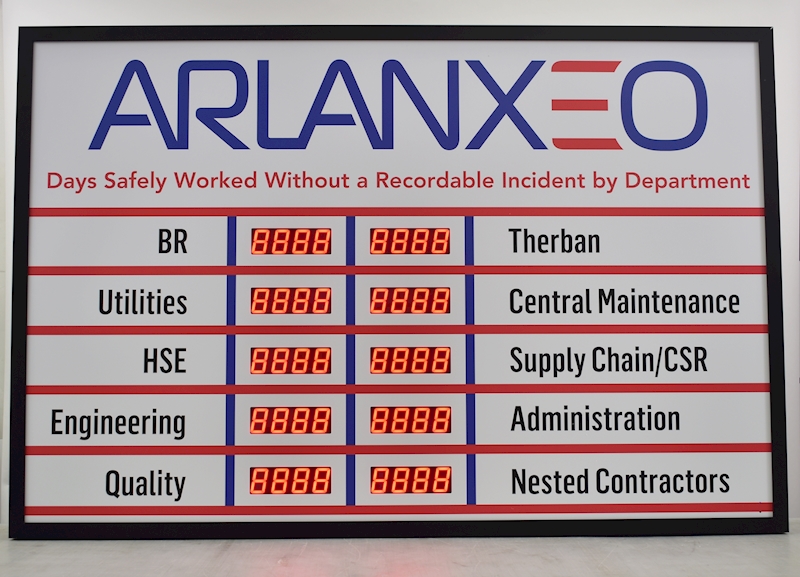 ARLANXEO
Days Safely Worked Without a Recordable Incident by Department
BR 8888 8888 Therban
Utilities 8888 8888 Central Maintenance
HSE 8888 8888 Supply Chain/CSR
Engineering 8888 8888 Administration
Quality 8888 8888 Nested Contractors